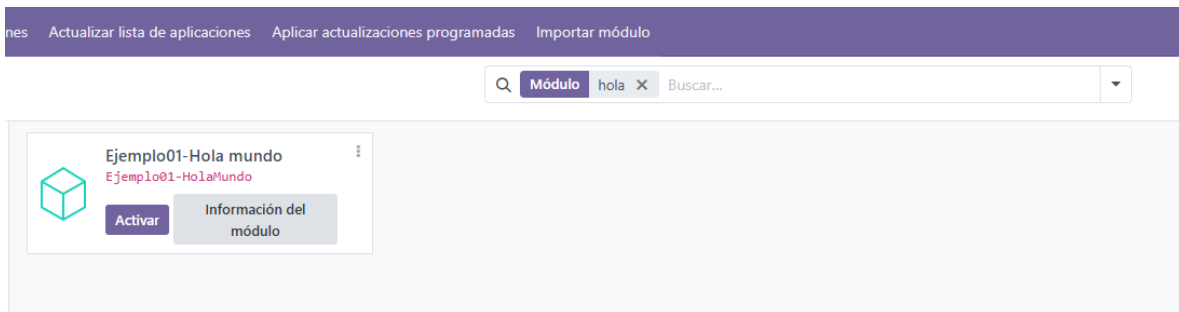 nes Actualizar lista de aplicaciones Aplicar actualizaciones programadas Importar módulo
Módulo hola Buscar...
Ejemplo01-Hola mundo
Ejemplo01-HolaMundo
Activar
Información del
módulo